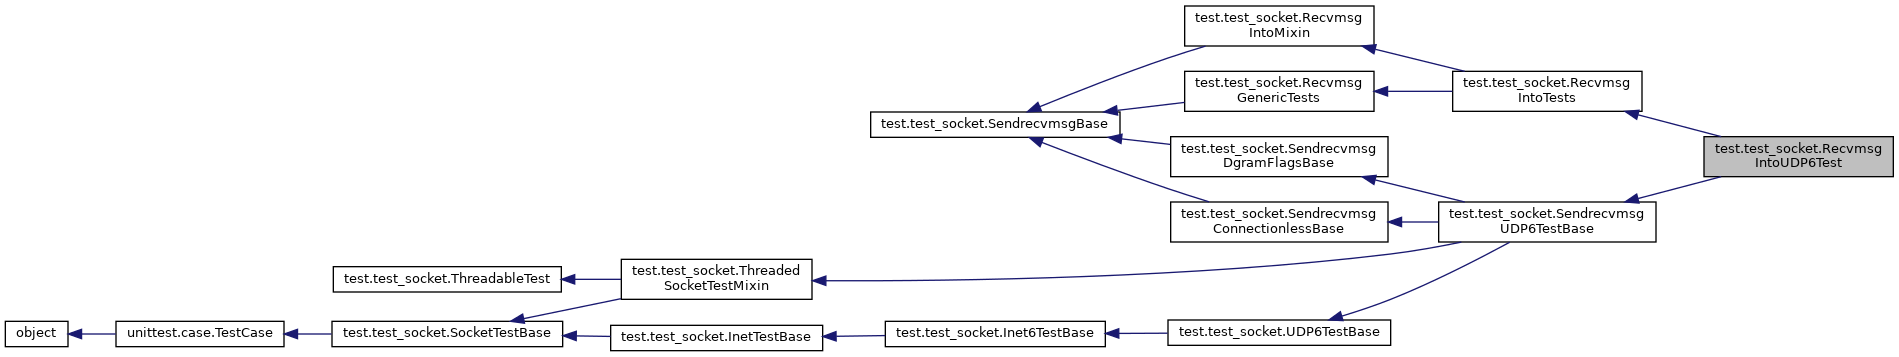 test.test_socket.Recvmsg
IntoMixin
test.test_socket.Recvmsg
GenericTests
test.test_socket.Recvmsg
IntoTests
test.test_socket.SendrecvmsgBase
test.test_socket.Sendrecvmsg
DgramFlagsBase
test.test_socket.Recvmsg
IntoUDP6Test
test.test_socket.Sendrecvmsg
ConnectionlessBase
test.test_socket.Sendrecvmsg
UDP6TestBase
test.test_socket.ThreadableTest
test.test_socket.Threaded
SocketTestMixin
object
unittest.case.TestCase
test.test_socket.SocketTestBase
test.test_socket.InetTestBase
test.test_socket.Inet6TestBase
test.test_socket.UDP6TestBase